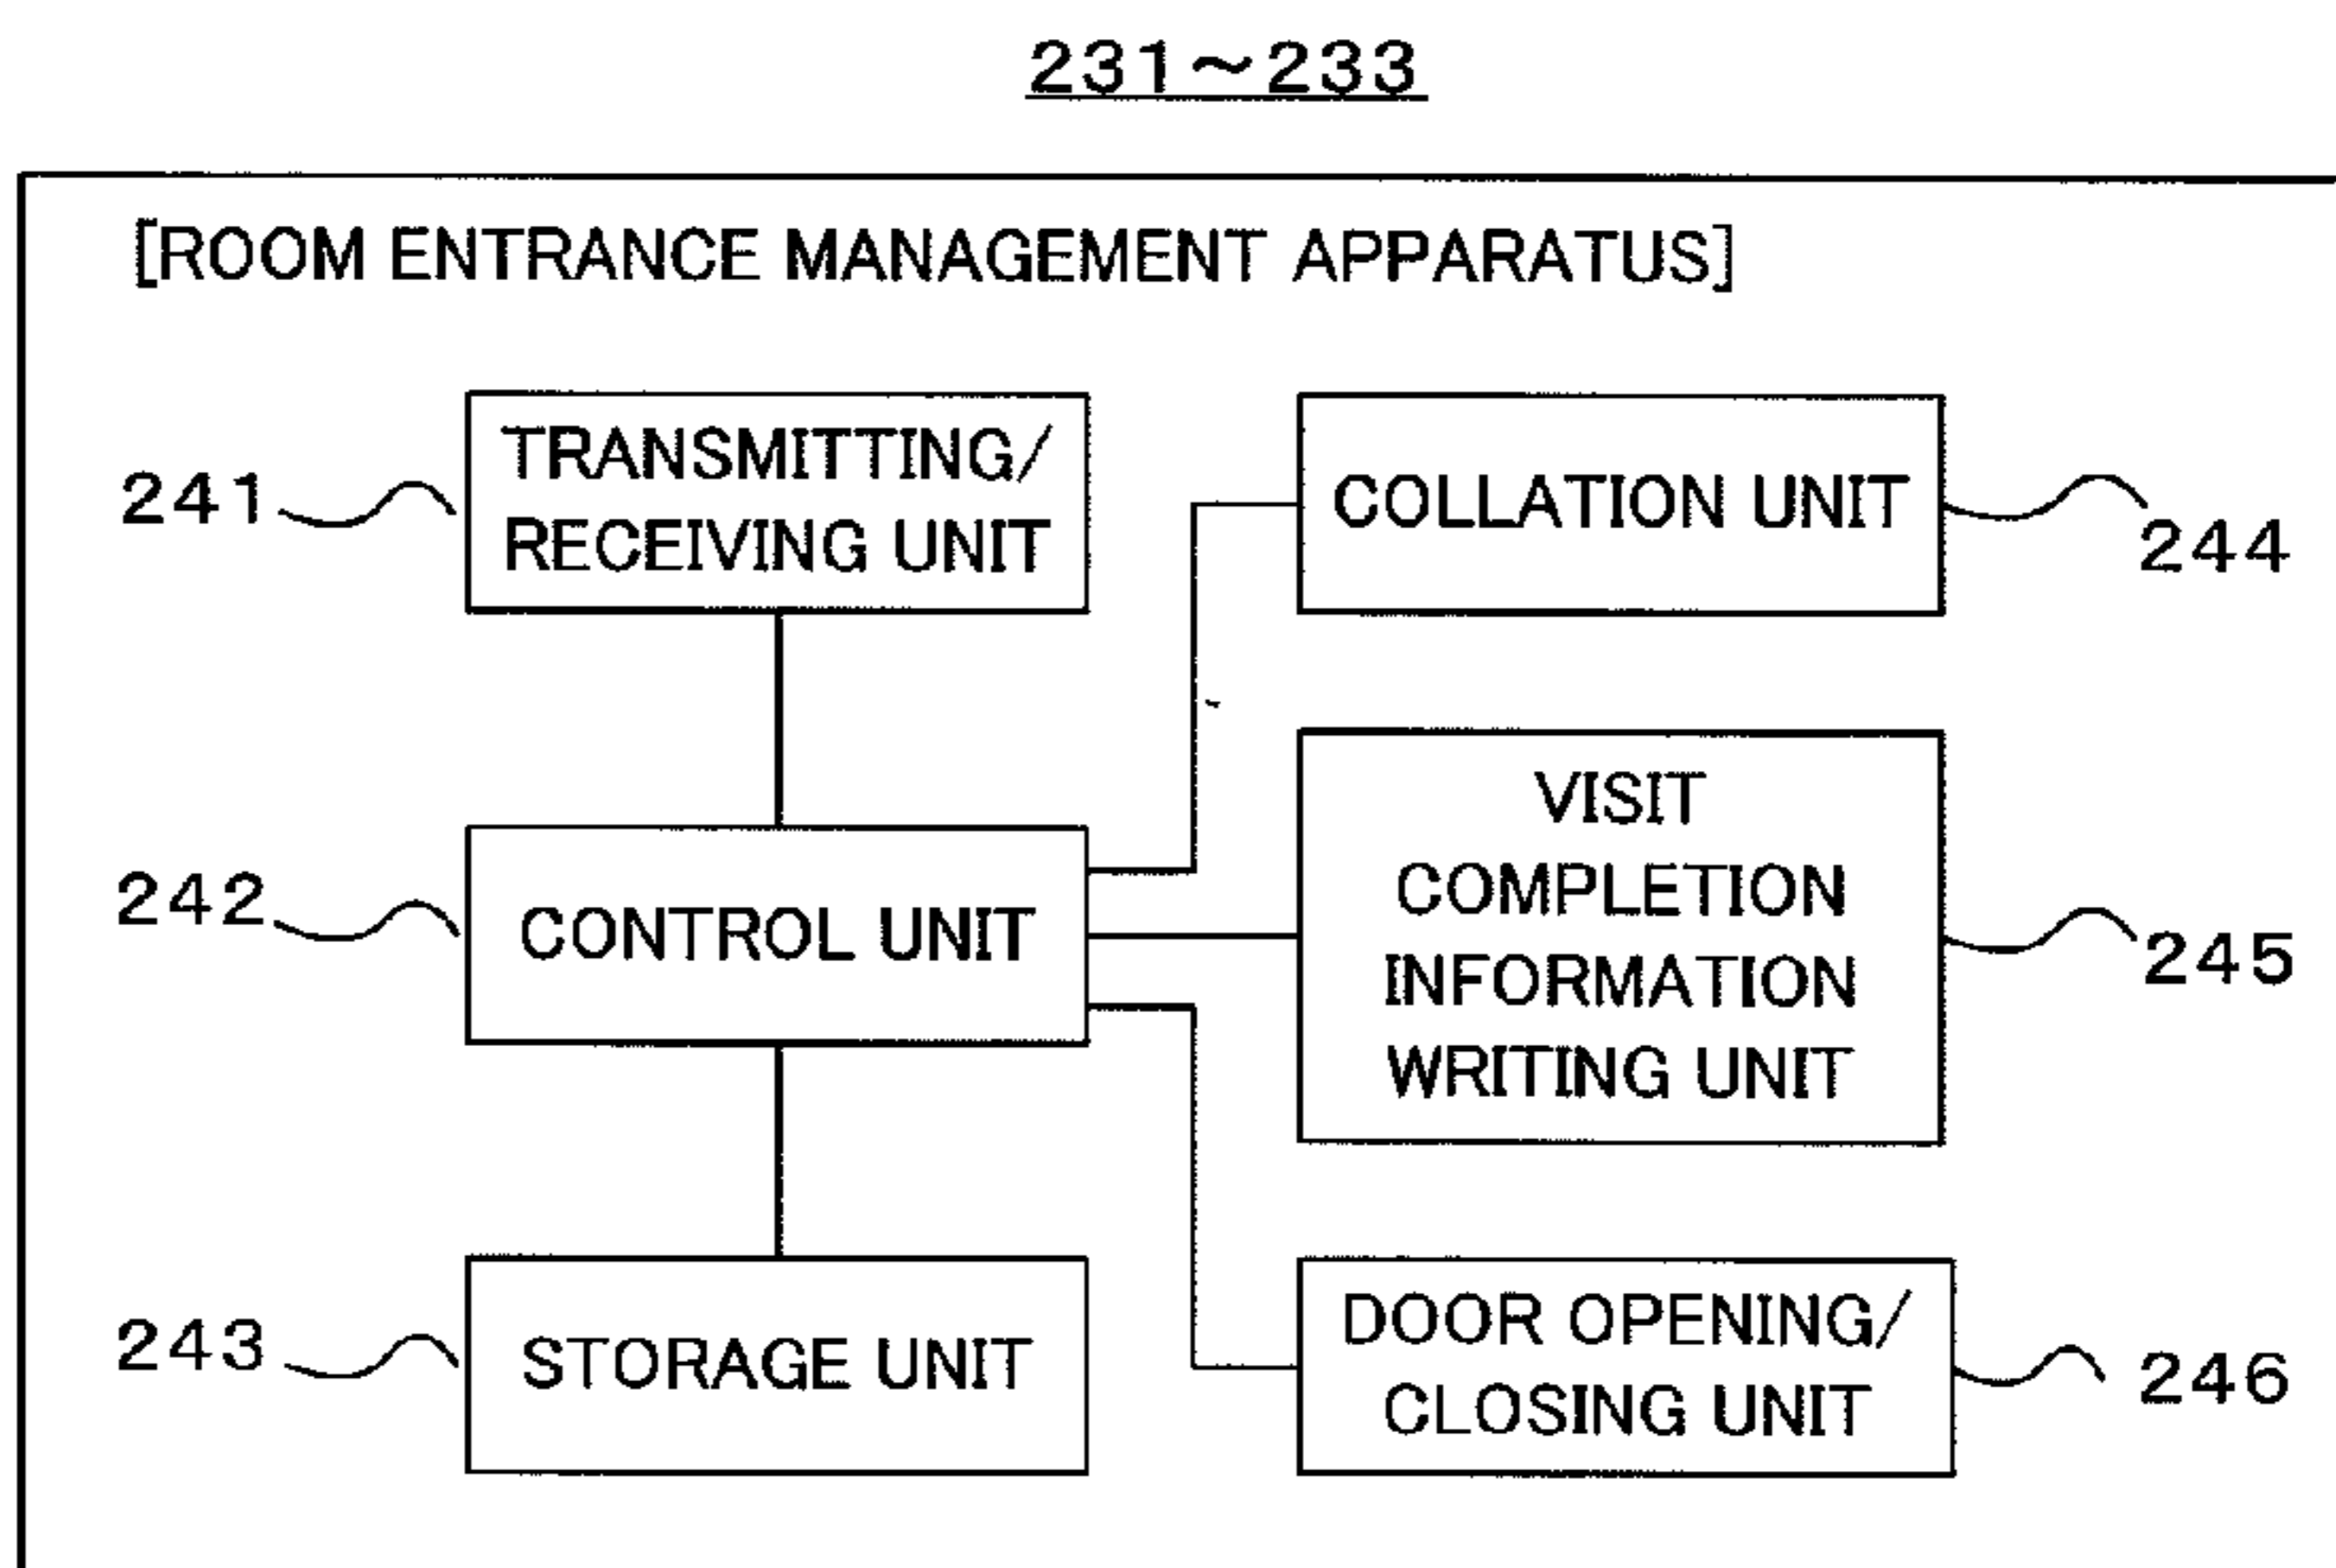 231~233
[ROOM ENTRANCE MANAGEMENT APPARATUS]
241
TRANSMITTING/
RECEIVING UNIT
COLLATION UNIT
244
242
CONTROL UNIT
VISIT
COMPLETION
INFORMATION
WRITING UNIT
245
243
STORAGE UNIT
DOOR OPENING/
CLOSING UNIT
246